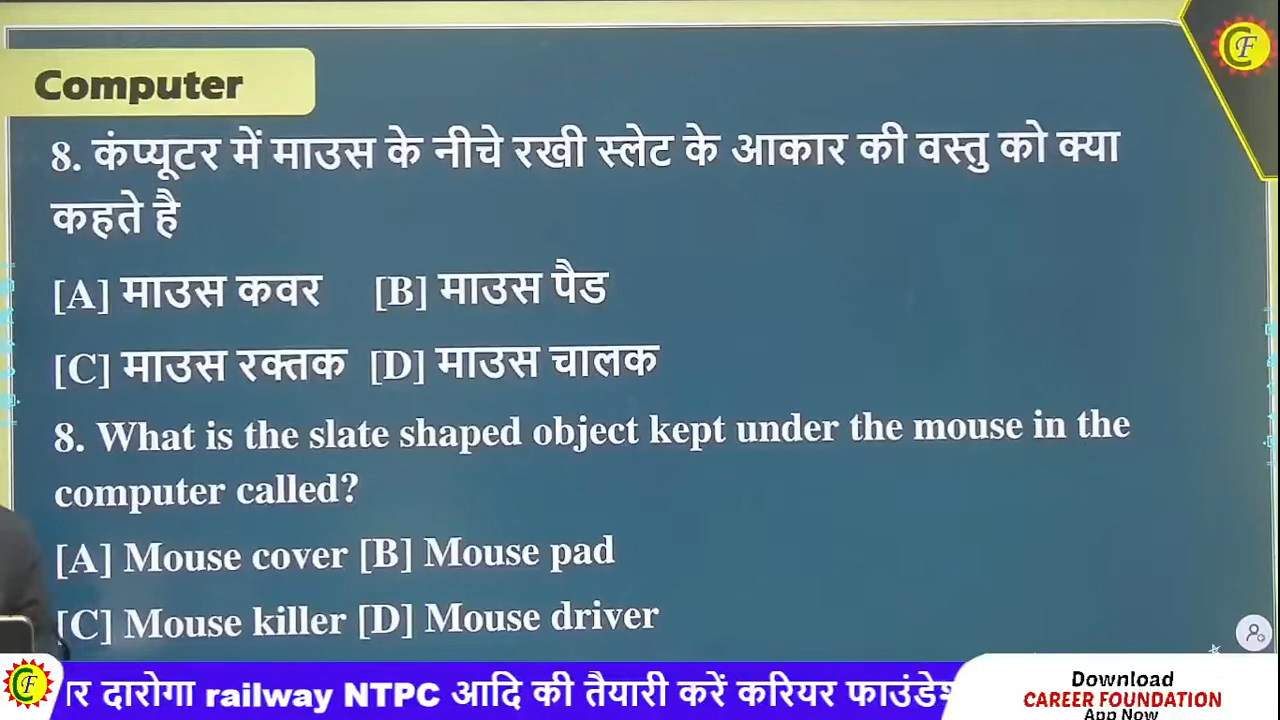 Computer
8. कंप्यूटर में माउस के नीचे रखी स्लेट के आकार की वस्तु को क्या
कहते है
[A] माउस कवर [B] माउस पैड
[C] माउस रक्तक [D] माउस चालक
8. What is the slate shaped object kept under the mouse in the
computer called?
[A] Mouse cover [B] Mouse pad
[C] Mouse killer [D] Mouse driver
दारोगा railway NTPC आदि की तैयारी करें करियर
Download
CAREER FOUNDATION
App Now